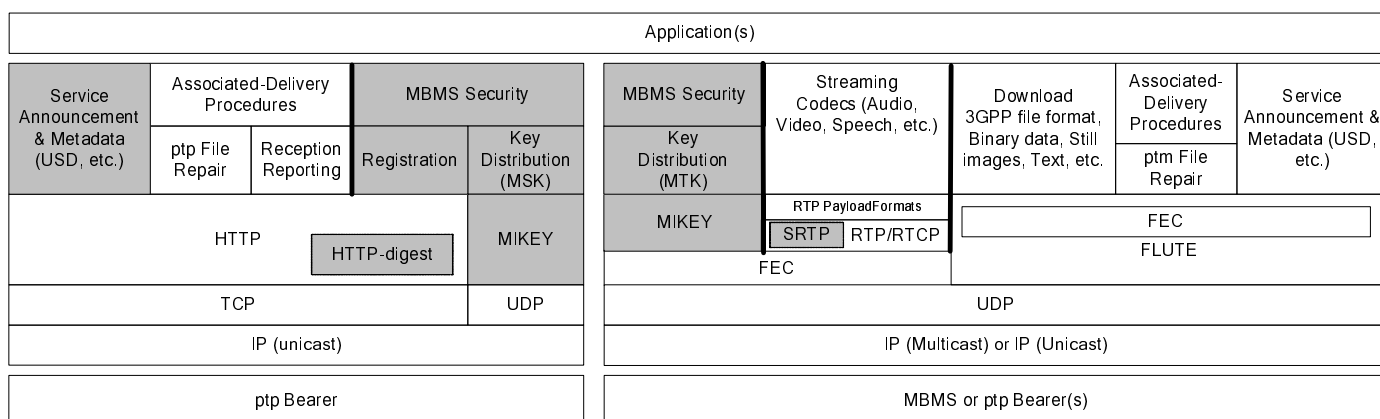 Application(s)
Service
Announcement
& Metadata
(USD, etc.)
Associated-Delivery
Procedures
ptp File
Repair
Reception
Reporting
MBMS Security
Registration
Key
Distribution
(MSK)
HTTP
HTTP-digest
MIKEY
TCP
UDP
IP (unicast)
ptp Bearer
MBMS Security
Key
Distribution
(MTK)
MIKEY
Streaming
Codecs (Audio,
Video, Speech, etc.)
RTP PayloadFormats
SRTP
RTP/RTCP
FEC
Download
3GPP file format,
Binary data, Still
images, Text, etc.
Associated-
Delivery
Procedures
ptm File
Repair
Service
Announcement &
Metadata (USD,
etc.)
FEC
FLUTE
UDP
IP (Multicast) or IP (Unicast)
MBMS or ptp Bearer(s)